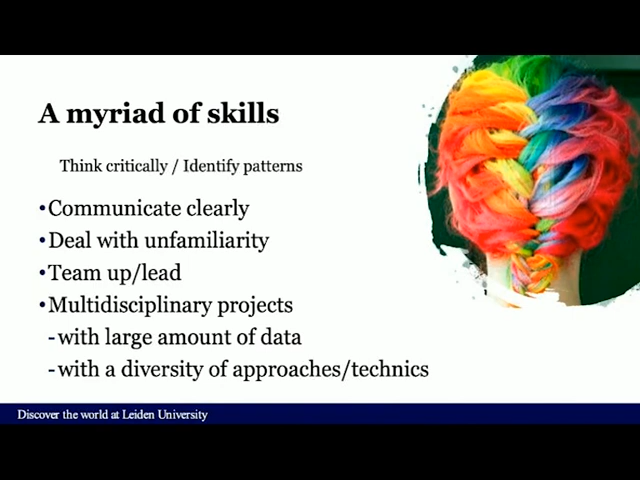 A myriad of skills
Think critically / Identify patterns
•Communicate clearly
•Deal with unfamiliarity
•Team up/lead
•Multidisciplinary projects
-with large amount of data
-with a diversity of approaches/technics
Discover the world at Leiden University